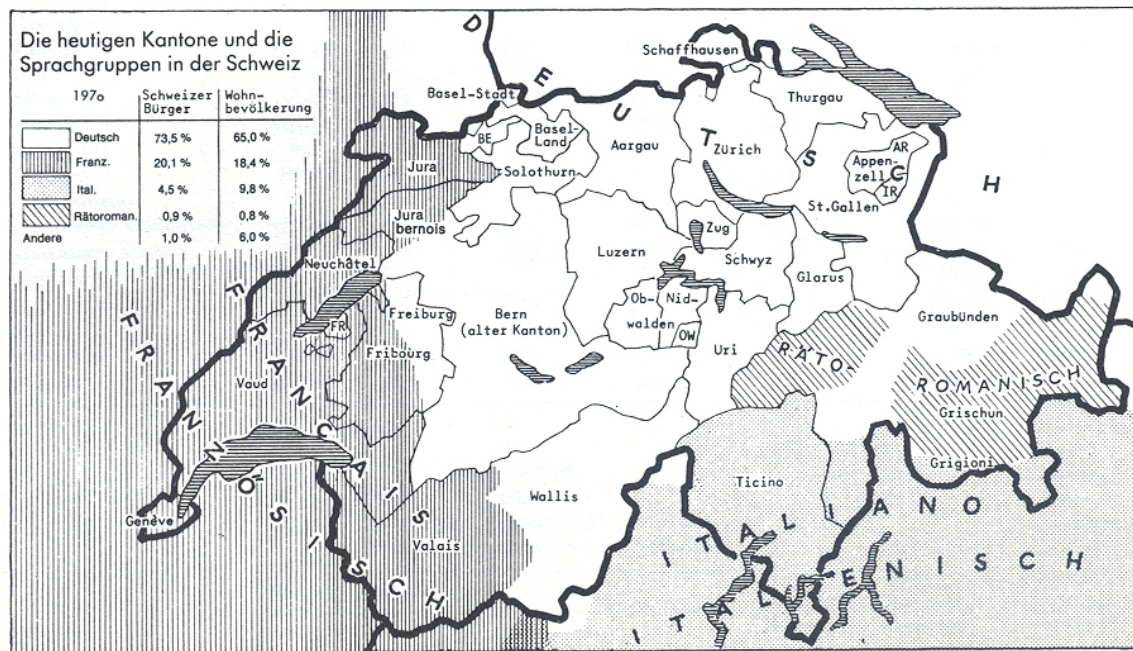 Die heutigen Kantone und die
Sprachgruppen in der Schweiz
1970 Schweizer Bürger Wohn-bevölkerung
Deutsch 73,5 % 65,0 %
Franz. 20,1 % 18,4 %
Ital. 4,5 % 9,8 %
Rätoroman. 0,9 % 0,8 %
Andere 1,0 % 6,0 %
DEUTSCH
Schaffhausen
Basel-Stadt
Thurgau
BE
Basel-Land
Aargau
Zürich
AR
Appen-zell
IR
Jura
Solothurn
St.Gallen
Jura bernois
Zug
Luzern
Schwyz
Neuchâtel
Glarus
Ob-walden
Nid-walden
OW
Freiburg
Bern
(alter Kanton)
Graubünden
FR
Fribourg
Uri
RÄTO-
ROMANISCH
Vaud
Grischun
FRANCAIS
FRANZÖSISCH
Grigioni
Ticino
Wallis
Genève
Valais
ITALIANO
ITALIENISCH